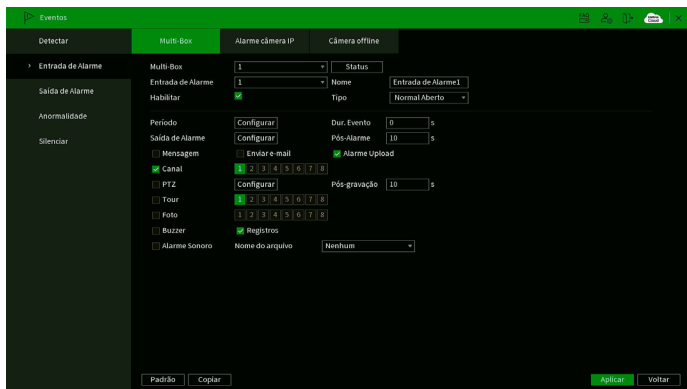 Eventos
FAQ
Detectar
Multi-Box
Alarme câmera IP
Câmera offline
Entrada de Alarme
Saída de Alarme
Anormalidade
Silenciar
Multi-Box 1 Status
Entrada de Alarme 1 Nome Entrada de Alarme1
Habilitar Tipo Normal Aberto
Período Configurar Dur. Evento 0 s
Saída de Alarme Configurar Pós-Alarme 10 s
Mensagem Enviar e-mail Alarme Upload
Canal 1 2 3 4 5 6 7 8
PTZ Configurar Pós-gravação 10 s
Tour 1 2 3 4 5 6 7 8
Foto 1 2 3 4 5 6 7 8
Buzzer Registros
Alarme Sonoro Nome do arquivo Nenhum
Padrão Copiar Aplicar Voltar